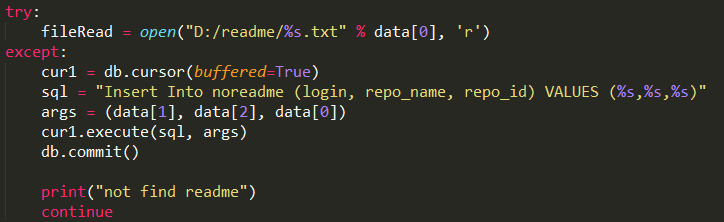 try:
    fileRead = open("D:/readme/%s.txt" % data[0], 'r')
except:
    cur1 = db.cursor(buffered=True)
    sql = "Insert Into noreadme (login, repo_name, repo_id) VALUES (%s,%s,%s)"
    args = (data[1], data[2], data[0])
    cur1.execute(sql, args)
    db.commit()

    print("not find readme")
    continue